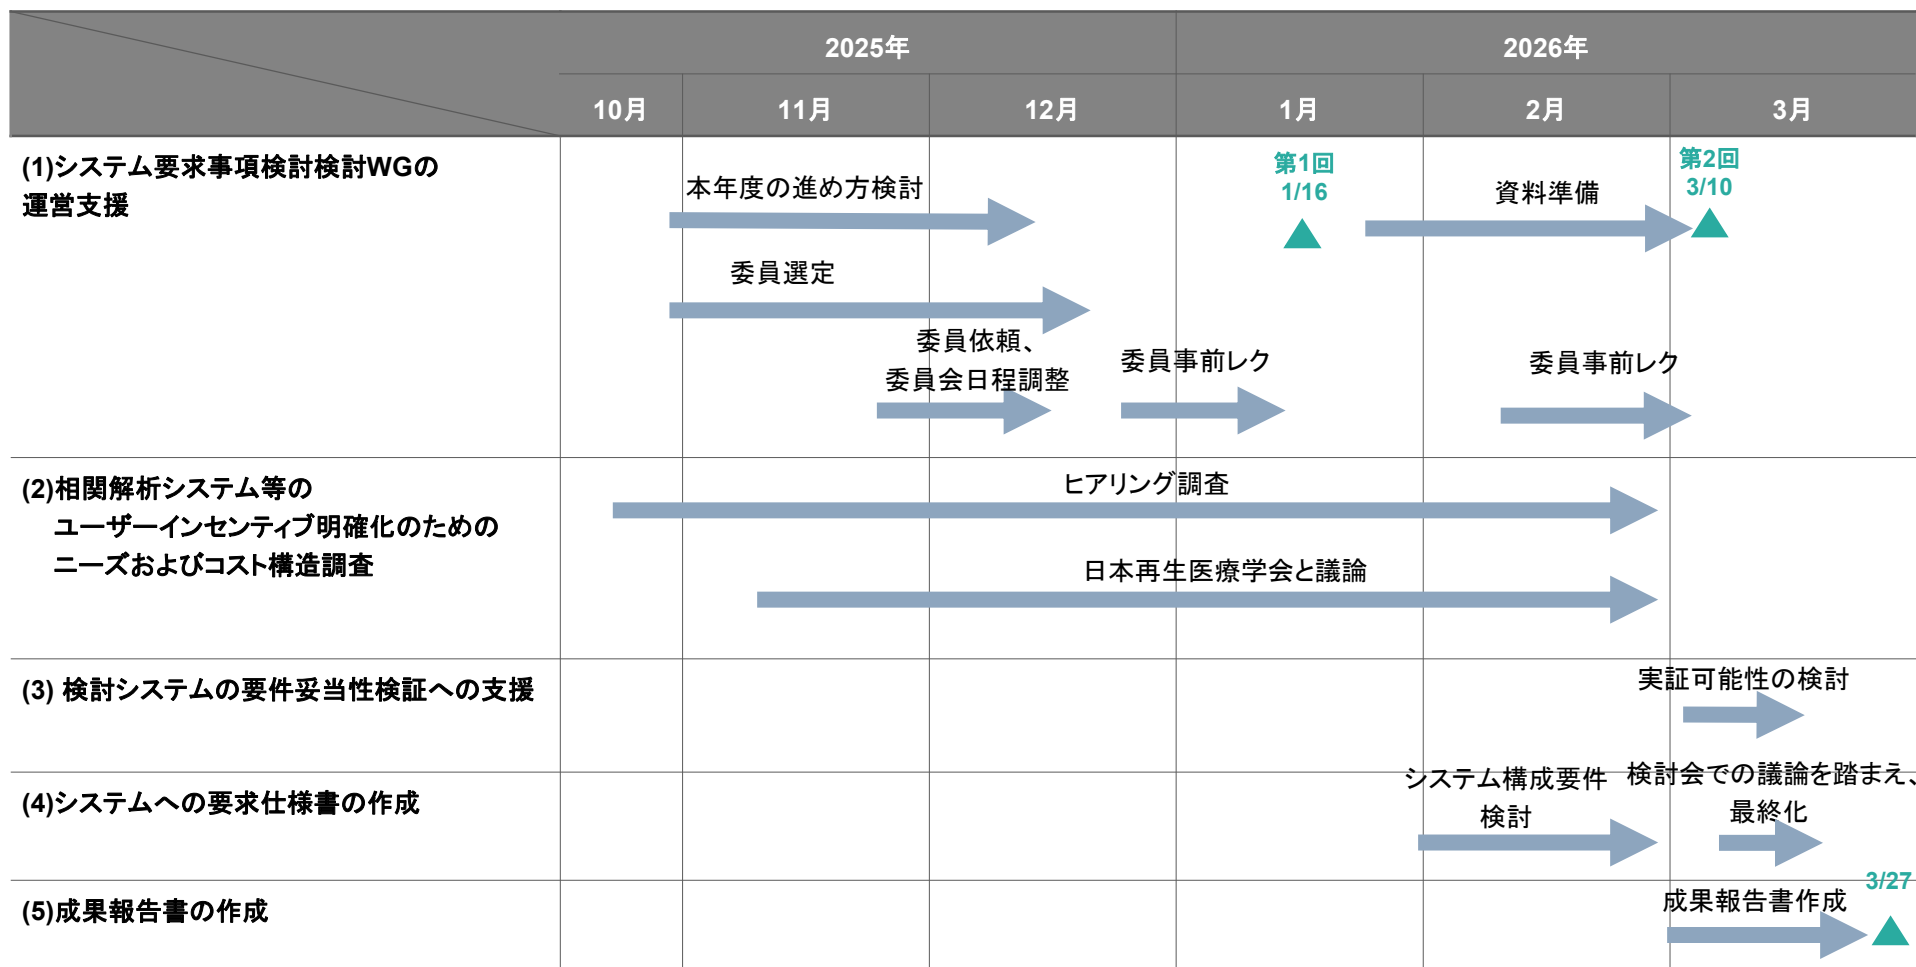 2025年
2026年
10月
11月
12月
1月
2月
3月
(1)システム要求事項検討検討WGの
運営支援
本年度の進め方検討
第1回
1/16
資料準備
第2回
3/10
委員選定
委員依頼、
委員会日程調整
委員事前レク
委員事前レク
(2)相関解析システム等の
ユーザーインセンティブ明確化のための
ニーズおよびコスト構造調査
ヒアリング調査
日本再生医療学会と議論
(3) 検討システムの要件妥当性検証への支援
実証可能性の検討
(4)システムへの要求仕様書の作成
システム構成要件
検討
検討会での議論を踏まえ、
最終化
(5)成果報告書の作成
成果報告書作成
3/27